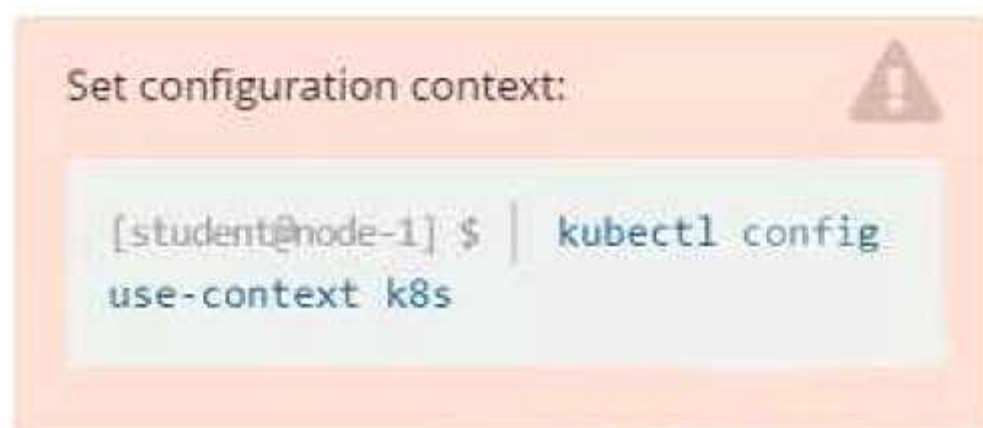 Set configuration context:
[student@node-1] $ | kubectl config
use-context k8s